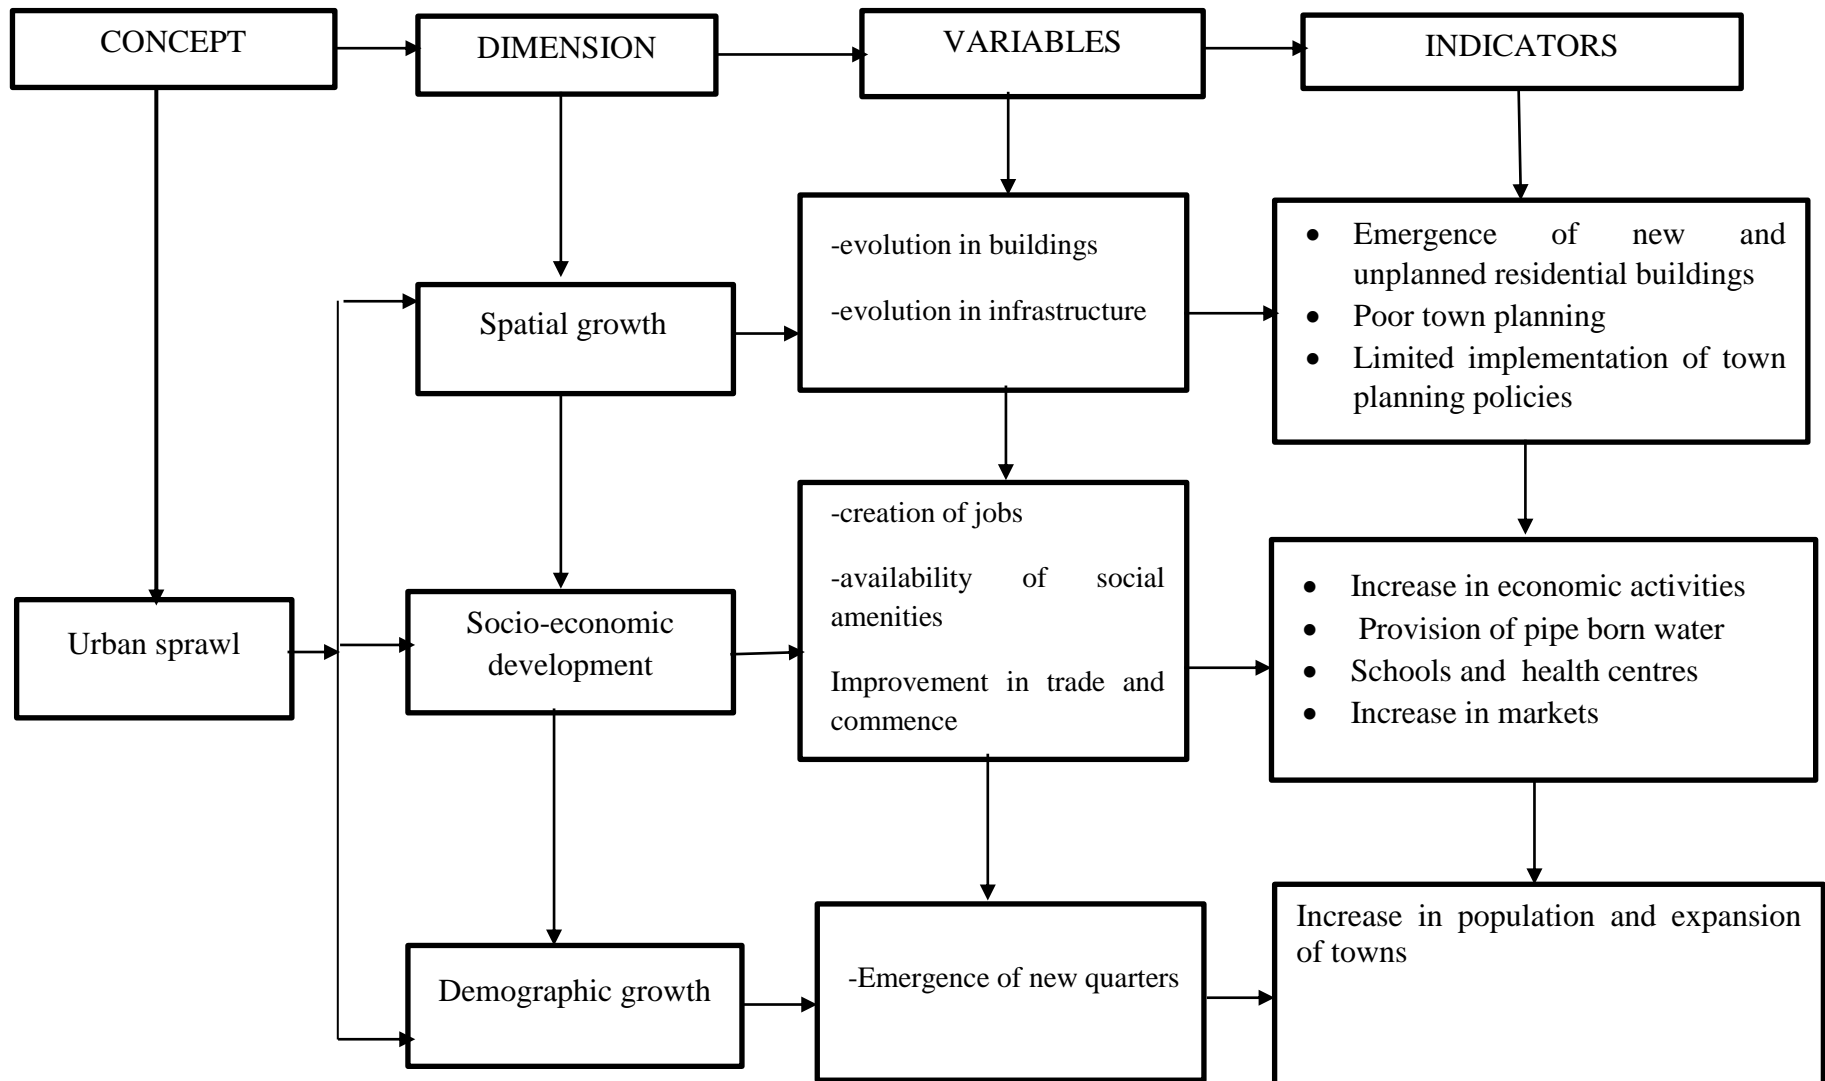 CONCEPT
DIMENSION
VARIABLES
INDICATORS
-evolution in buildings
-evolution in infrastructure
• Emergence of new and
unplanned residential buildings
• Poor town planning
• Limited implementation of town
planning policies
Spatial growth
-creation of jobs
-availability of social
amenities
Improvement in trade and
commence
• Increase in economic activities
• Provision of pipe born water
• Schools and health centres
• Increase in markets
Urban sprawl
Socio-economic
development
Demographic growth
-Emergence of new quarters
Increase in population and expansion
of towns